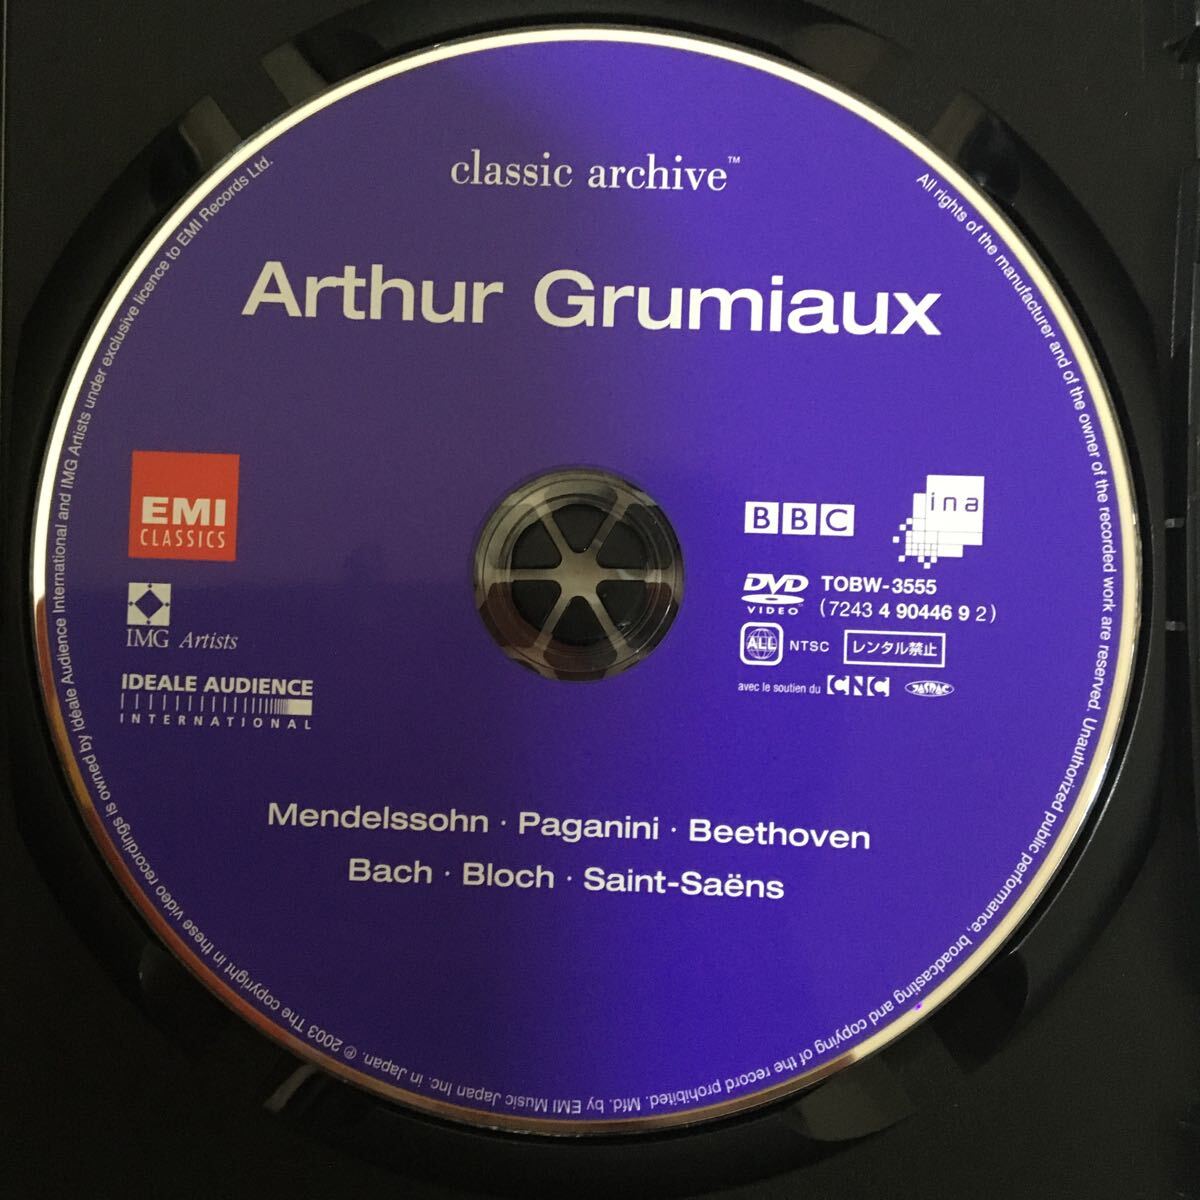 classic archive™
Arthur Grumiaux
EMI
CLASSICS
IMG Artists
IDEALE AUDIENCE
INTERNATIONAL
BBC
ina
DVD
VIDEO
TOBW-3555
(7243 4 90446 9 2)
ALL
NTSC
レンタル禁止
avec le soutien du CNC
JASRAC
Mendelssohn · Paganini · Beethoven
Bach · Bloch · Saint-Saëns
All rights of the manufacturer and of the owner of the recorded work are reserved. Unauthorized public performance, broadcasting and copying of the record prohibited. Mfd. by EMI Music Japan Inc. in Japan. ℗ 2003 The copyright in these video recordings is owned by Idéale Audience International and IMG Artists under exclusive licence to EMI Records Ltd.